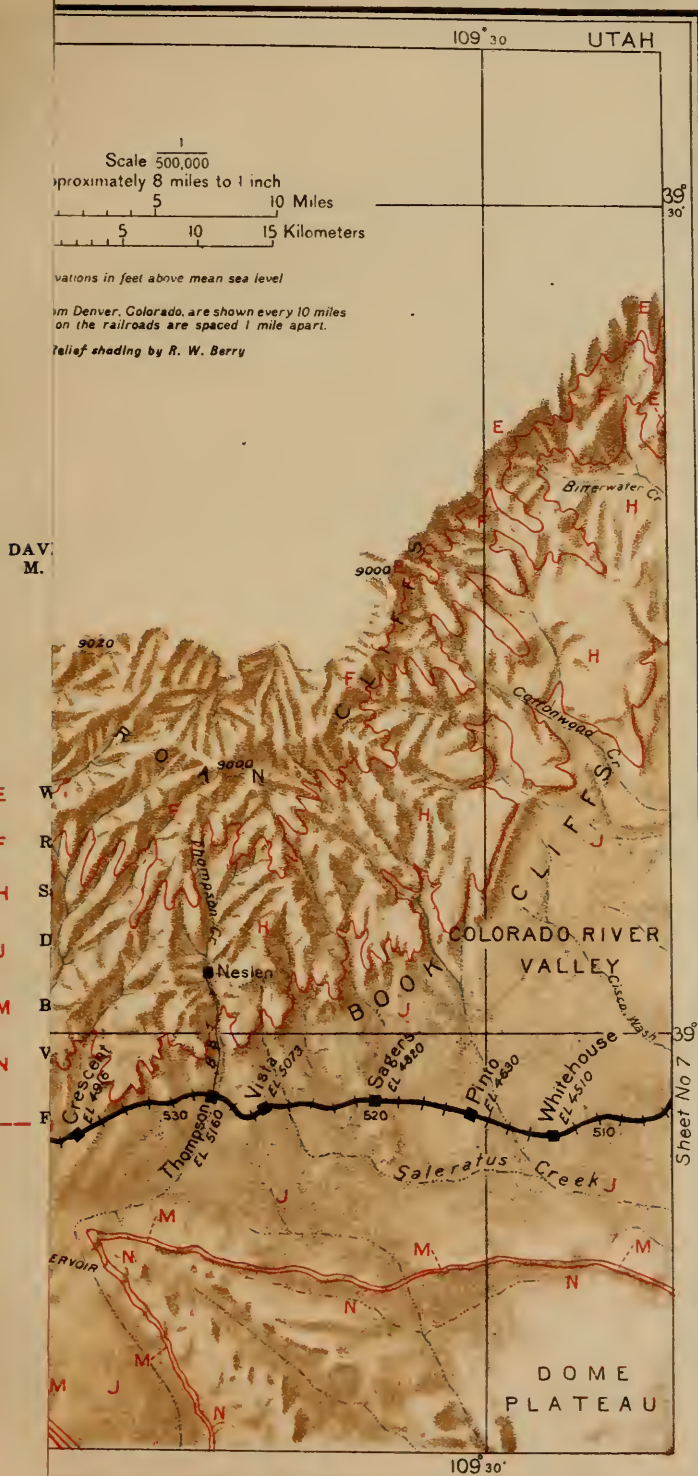 109° 30'
UTAH
Scale 1/500,000
pproximately 8 miles to 1 inch
5 10 Miles
5 10 15 Kilometers
39° 30'
vations in feet above mean sea level
om Denver, Colorado, are shown every 10 miles
on the railroads are spaced 1 mile apart.
Relief shading by R. W. Berry
E
F
E
E
Bitterwater Cr
H
F
DAV
M.
9000
F
9020
H
F
Cottonwood Cr
ROAN CLIFFS
9000
E W
F
H
F R
Thompson Cr
J
H S
H
J D
COLORADO RIVER
VALLEY
Neslen
BOOK CLIFFS
J
Cisco Wash
M B
39°
N V
Crescent
EL 4916
Thompson
EL 5160
Vista
EL 5073
Sagers
EL 4820
Pinto
EL 4630
Whitehouse
EL 4510
F
530
520
510
Sheet No 7
Saleratus Creek
J
J
M
M
M
ERVOIR
N
N
N
M
M
J
N
DOME
PLATEAU
109° 30'